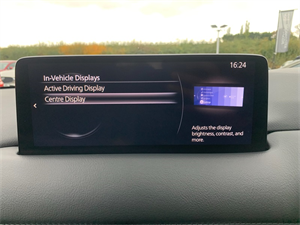 16:24
In-Vehicle Displays
Active Driving Display
Centre Display
Adjusts the display
brightness, contrast, and
more